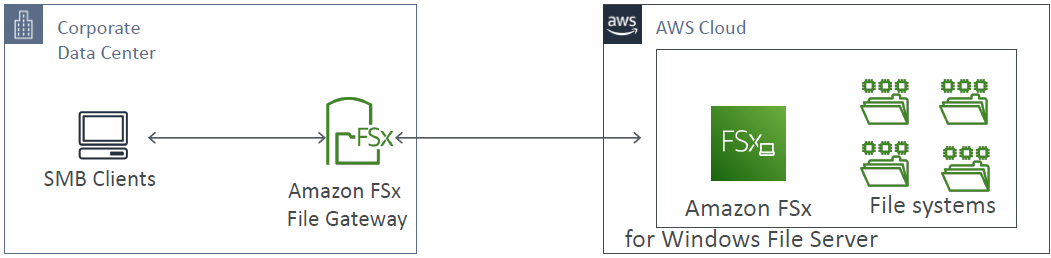 Corporate
Data Center
SMB Clients
FSx
Amazon FSx
File Gateway
aws
AWS Cloud
FSx
Amazon FSx
for Windows File Server
File systems